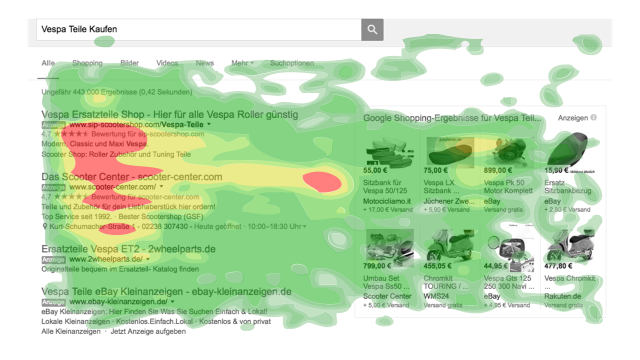 Vespa Teile Kaufen
Alle Shopping Bilder Videos News Mehr Suchoptionen
Ungefähr 443 000 Ergebnisse (0,42 Sekunden)
Vespa Ersatzteile Shop - Hier für alle Vespa Roller günstig
Anzeige www.sip-scootershop.com/Vespa-Teile
4,7 ★★★★★ Bewertung für sip-scootershop.com
Modern, Classic und Maxi Vespa
Scooter Shop: Roller Zubehör und Tuning Teile
Das Scooter Center - scooter-center.com
Anzeige www.scooter-center.com/
4,7 ★★★★★ Bewertung für scooter-center.com
Teile und Zubehör für dein Liebhaberstück hier ordern!
Top Service seit 1992. · Bester Scootershop (GSF)
Kurt-Schumacher-Straße 1 - 02238 307430 - Heute geöffnet · 10:00–18:30 Uhr
Ersatzteile Vespa ET2 - 2wheelparts.de
Anzeige www.2wheelparts.de/
Originalteile bequem im Ersatzteil- Katalog finden
Vespa Teile eBay Kleinanzeigen - ebay-kleinanzeigen.de
Anzeige www.ebay-kleinanzeigen.de/
eBay Kleinanzeigen: Hier Finden Sie Was Sie Suchen Einfach & Lokal!
Lokale Kleinanzeigen · Kostenlos.Einfach.Lokal · Kostenlos & von privat
Alle Kleinanzeigen · Jetzt Anzeige aufgeben
Google Shopping-Ergebnisse für Vespa Teil... Anzeigen
55,00 € 75,00 € 899,00 € 15,90 €
Sitzbank für Vespa LX Vespa Pk 50 Ersatz
Vespa 50/125 Sitzbank ... Motor Komplett Sitzbankbezug
Motociclismo.it Jüchener Zwe... eBay eBay
+ 17,00 € Versand + 5,90 € Versand Versand gratis + 2,90 € Versand
799,00 € 455,05 € 44,95 € 477,80 €
Umbau Set Chromkit Vespa Gts 125 Vespa Chromkit
Vespa Ss50 ... TOURING / ... 250 300 Navi ...
Scooter Center WMS24 eBay Rakuten.de
+ 5,00 € Versand Versand gratis + 4,95 € Versand Versand gratis